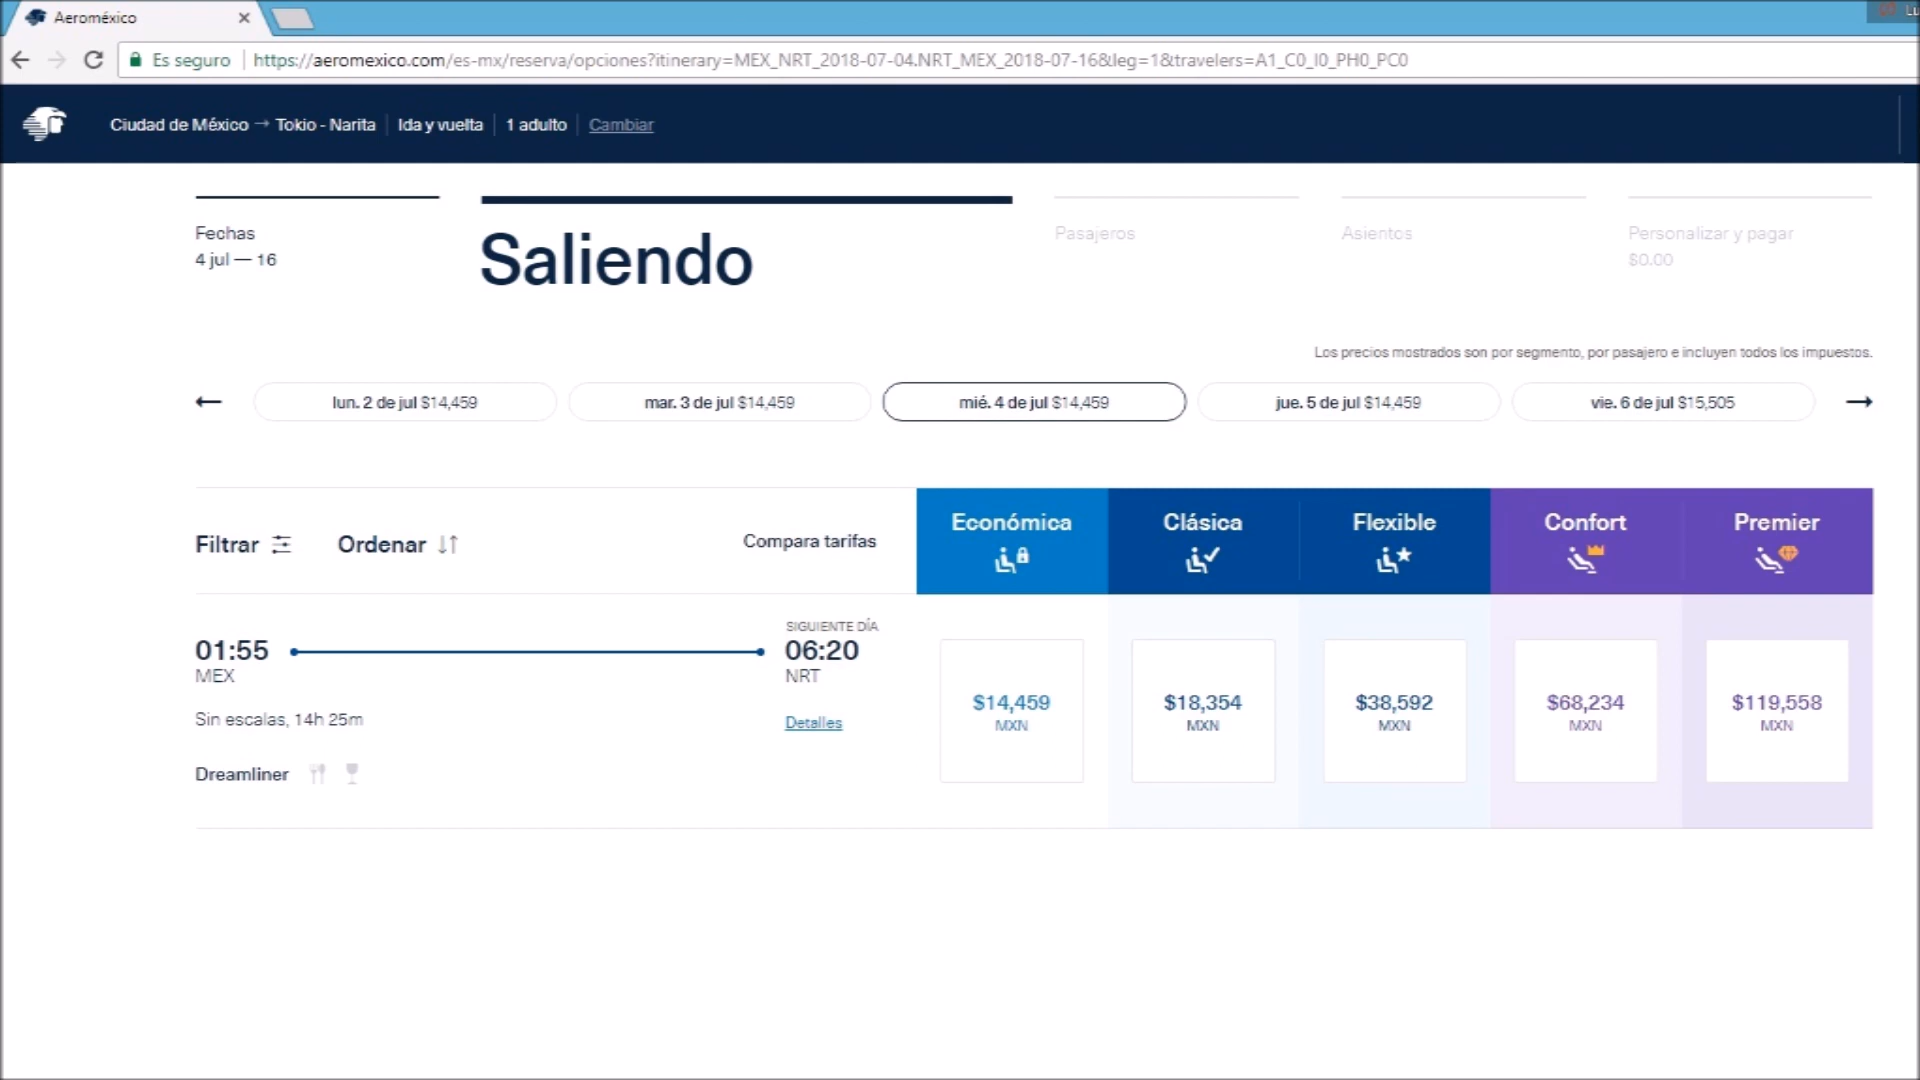 Aeroméxico
Lu
Es seguro
https://aeromexico.com/es-mx/reserva/opciones?itinerary=MEX_NRT_2018-07-04.NRT_MEX_2018-07-16&leg=1&travelers=A1_C0_I0_PH0_PC0
Ciudad de México → Tokio - Narita Ida y vuelta 1 adulto Cambiar
Fechas
4 jul — 16
Saliendo
Pasajeros
Asientos
Personalizar y pagar
$0.00
Los precios mostrados son por segmento, por pasajero e incluyen todos los impuestos.
lun. 2 de jul $14,459
mar. 3 de jul $14,459
mié. 4 de jul $14,459
jue. 5 de jul $14,459
vie. 6 de jul $15,505
Filtrar
Ordenar
Compara tarifas
Económica
Clásica
Flexible
Confort
Premier
01:55
MEX
SIGUIENTE DÍA
06:20
NRT
Sin escalas, 14h 25m
Detalles
Dreamliner
$14,459
MXN
$18,354
MXN
$38,592
MXN
$68,234
MXN
$119,558
MXN